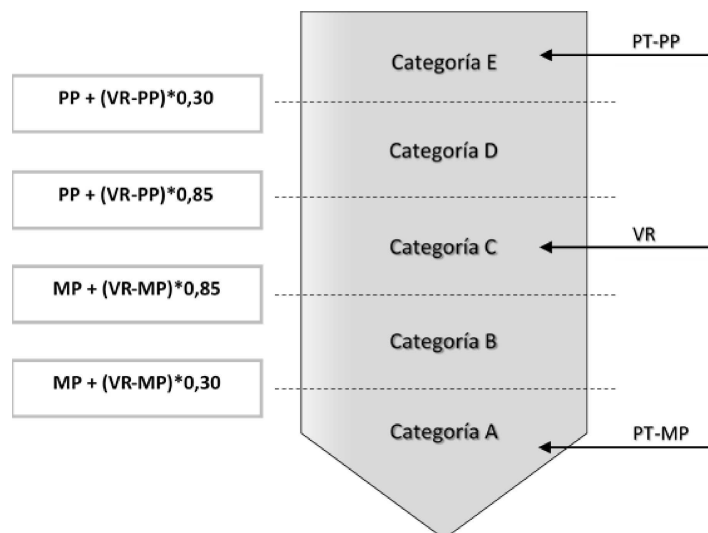 Categoría E
PT-PP
PP + (VR-PP)*0,30
Categoría D
PP + (VR-PP)*0,85
Categoría C
VR
MP + (VR-MP)*0,85
Categoría B
MP + (VR-MP)*0,30
Categoría A
PT-MP